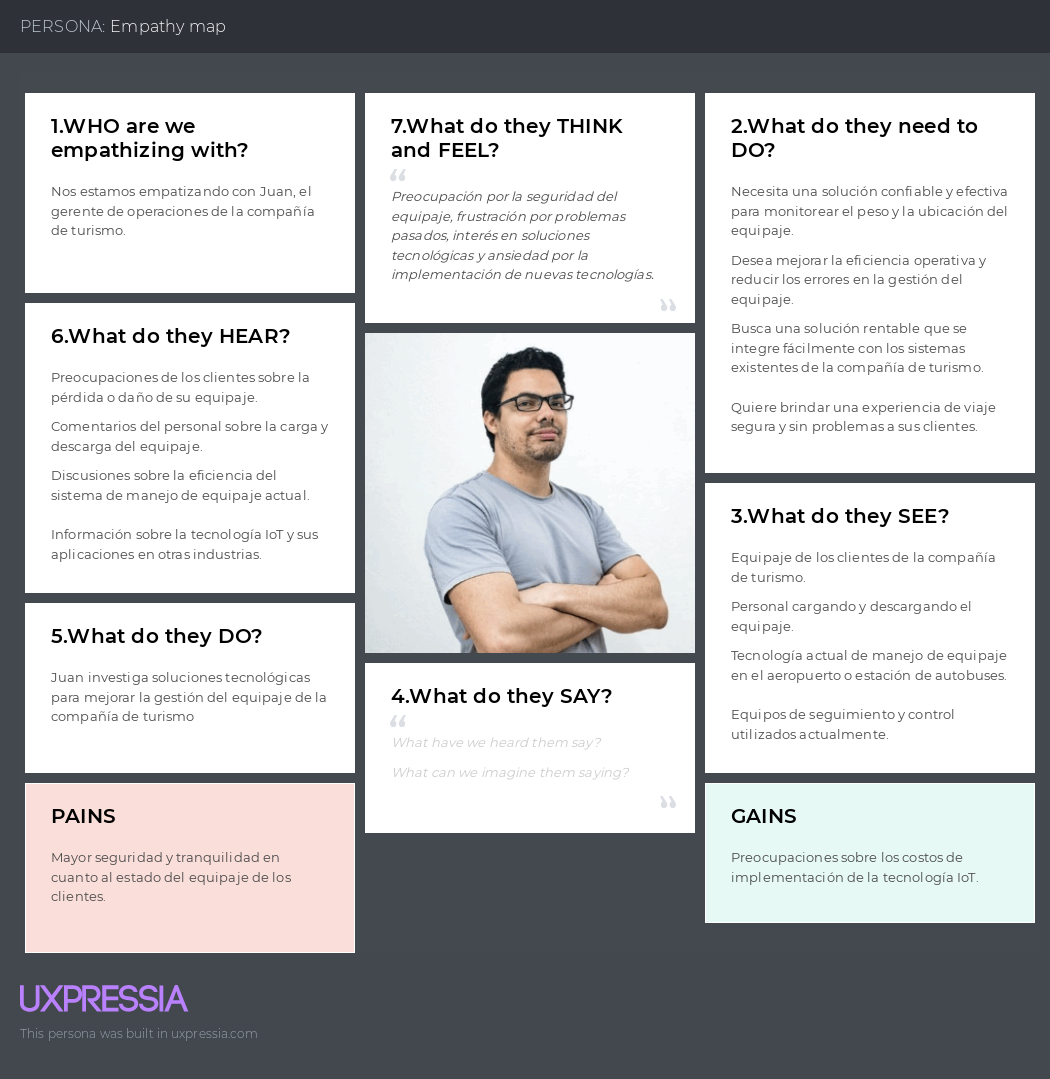 PERSONA: Empathy map
1.WHO are we
empathizing with?
Nos estamos empatizando con Juan, el
gerente de operaciones de la compañía
de turismo.
6.What do they HEAR?
Preocupaciones de los clientes sobre la
pérdida o daño de su equipaje.
Comentarios del personal sobre la carga y
descarga del equipaje.
Discusiones sobre la eficiencia del
sistema de manejo de equipaje actual.
Información sobre la tecnología IoT y sus
aplicaciones en otras industrias.
5.What do they DO?
Juan investiga soluciones tecnológicas
para mejorar la gestión del equipaje de la
compañía de turismo
PAINS
Mayor seguridad y tranquilidad en
cuanto al estado del equipaje de los
clientes.
7.What do they THINK
and FEEL?
“
Preocupación por la seguridad del
equipaje, frustración por problemas
pasados, interés en soluciones
tecnológicas y ansiedad por la
implementación de nuevas tecnologías.
”
4.What do they SAY?
“
What have we heard them say?
What can we imagine them saying?
”
2.What do they need to
DO?
Necesita una solución confiable y efectiva
para monitorear el peso y la ubicación del
equipaje.
Desea mejorar la eficiencia operativa y
reducir los errores en la gestión del
equipaje.
Busca una solución rentable que se
integre fácilmente con los sistemas
existentes de la compañía de turismo.
Quiere brindar una experiencia de viaje
segura y sin problemas a sus clientes.
3.What do they SEE?
Equipaje de los clientes de la compañía
de turismo.
Personal cargando y descargando el
equipaje.
Tecnología actual de manejo de equipaje
en el aeropuerto o estación de autobuses.
Equipos de seguimiento y control
utilizados actualmente.
GAINS
Preocupaciones sobre los costos de
implementación de la tecnología IoT.
UXPRESSIA
This persona was built in uxpressia.com